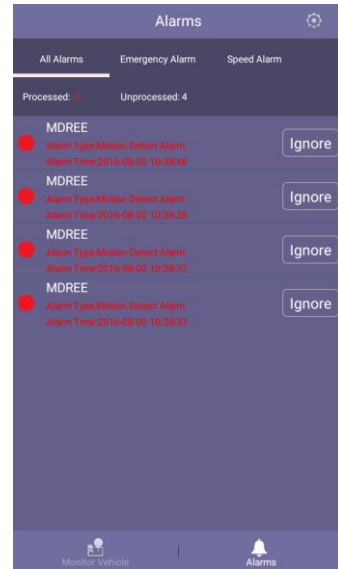 Alarms
All Alarms Emergency Alarm Speed Alarm
Processed: 0 Unprocessed: 4
MDREE
Alarm Type:Motion Detect Alarm
Alarm Time:2016-08-02 10:38:46
Ignore
MDREE
Alarm Type:Motion Detect Alarm
Alarm Time:2016-08-02 10:38:38
Ignore
MDREE
Alarm Type:Motion Detect Alarm
Alarm Time:2016-08-02 10:38:37
Ignore
MDREE
Alarm Type:Motion Detect Alarm
Alarm Time:2016-08-02 10:38:33
Ignore
Monitor Vehicle Alarms